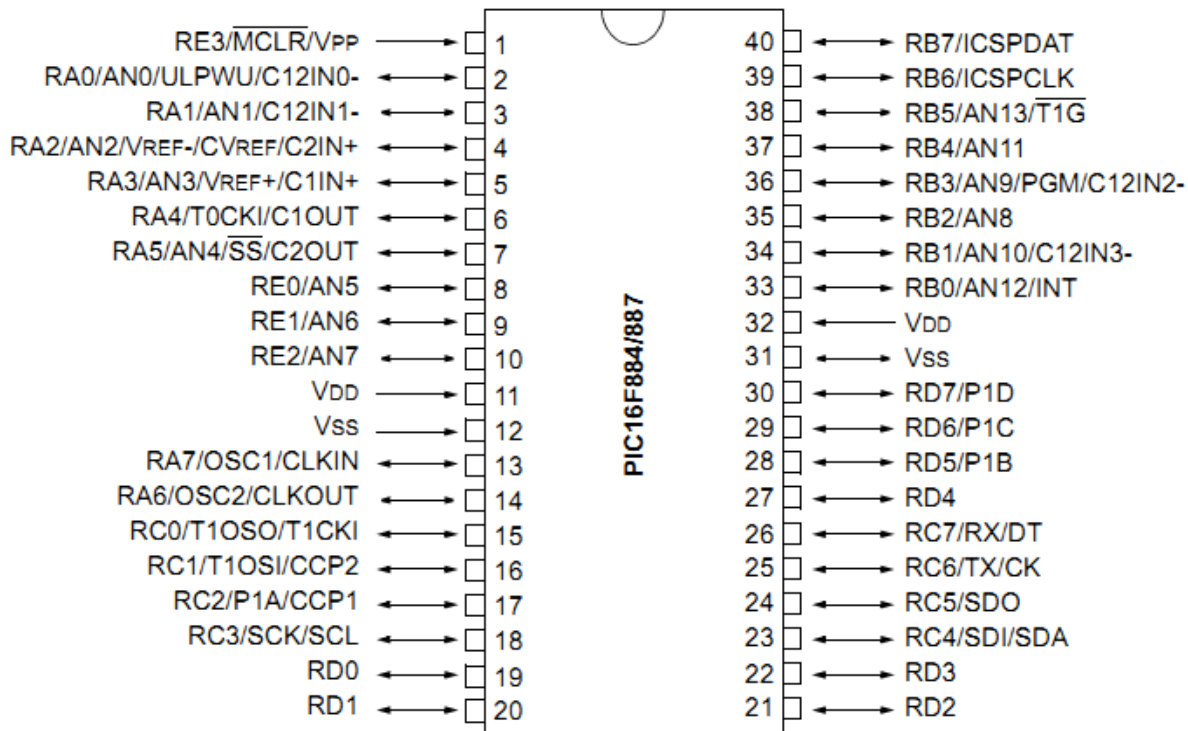 RE3/MCLR/VPP 1 40 RB7/ICSPDAT
RA0/AN0/ULPWU/C12IN0- 2 39 RB6/ICSPCLK
RA1/AN1/C12IN1- 3 38 RB5/AN13/T1G
RA2/AN2/VREF-/CVREF/C2IN+ 4 37 RB4/AN11
RA3/AN3/VREF+/C1IN+ 5 36 RB3/AN9/PGM/C12IN2-
RA4/T0CKI/C1OUT 6 35 RB2/AN8
RA5/AN4/SS/C2OUT 7 34 RB1/AN10/C12IN3-
RE0/AN5 8 33 RB0/AN12/INT
RE1/AN6 9 32 VDD
RE2/AN7 10 31 VSS
VDD 11 30 RD7/P1D
VSS 12 29 RD6/P1C
RA7/OSC1/CLKIN 13 28 RD5/P1B
RA6/OSC2/CLKOUT 14 27 RD4
RC0/T1OSO/T1CKI 15 26 RC7/RX/DT
RC1/T1OSI/CCP2 16 25 RC6/TX/CK
RC2/P1A/CCP1 17 24 RC5/SDO
RC3/SCK/SCL 18 23 RC4/SDI/SDA
RD0 19 22 RD3
RD1 20 21 RD2
PIC16F884/887